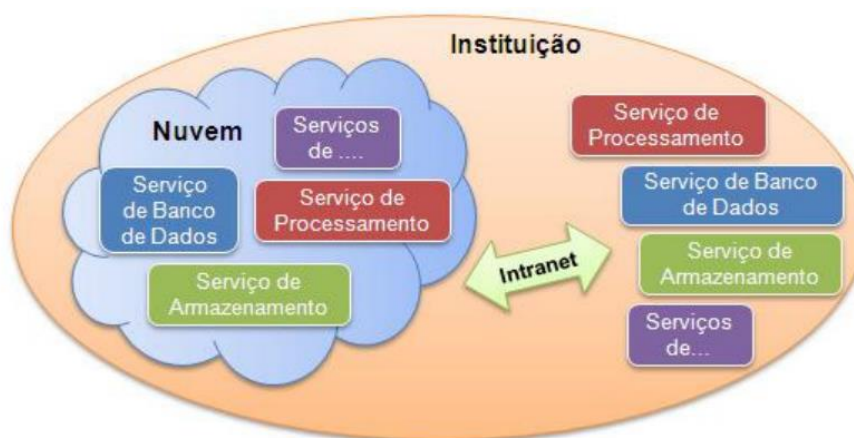 Instituição
Nuvem
Serviços
de ....
Serviço
de Banco
de Dados
Serviço de
Processamento
Serviço de
Armazenamento
Intranet
Serviço de
Processamento
Serviço de Banco
de Dados
Serviço de
Armazenamento
Serviços
de...